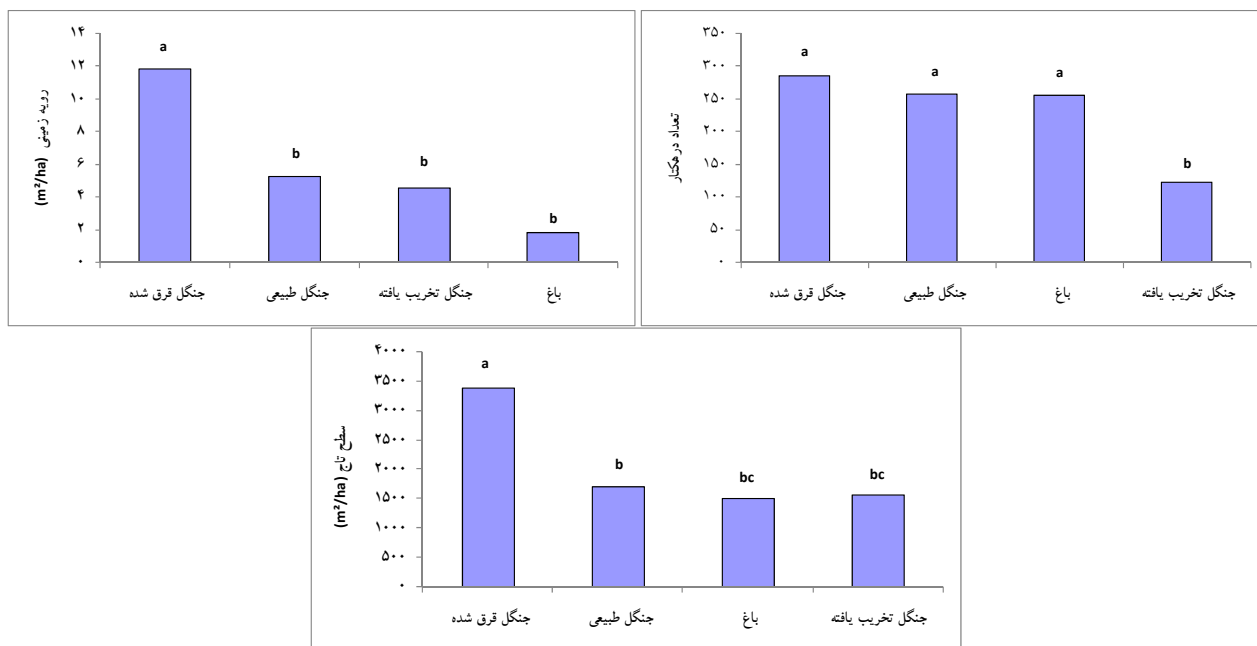 رویه زمینی (m²/ha)
۱۴
۱۲
۱۰
۸
۶
۴
۲
۰
a
b
b
b
جنگل قرق شده
جنگل طبیعی
جنگل تخریب یافته
باغ
تعداد درهکتار
۳۵۰
۳۰۰
۲۵۰
۲۰۰
۱۵۰
۱۰۰
۵۰
۰
a
a
a
b
جنگل قرق شده
جنگل طبیعی
باغ
جنگل تخریب یافته
سطح تاج (m²/ha)
۴۰۰۰
۳۵۰۰
۳۰۰۰
۲۵۰۰
۲۰۰۰
۱۵۰۰
۱۰۰۰
۵۰۰
۰
a
b
bc
bc
جنگل قرق شده
جنگل طبیعی
باغ
جنگل تخریب یافته